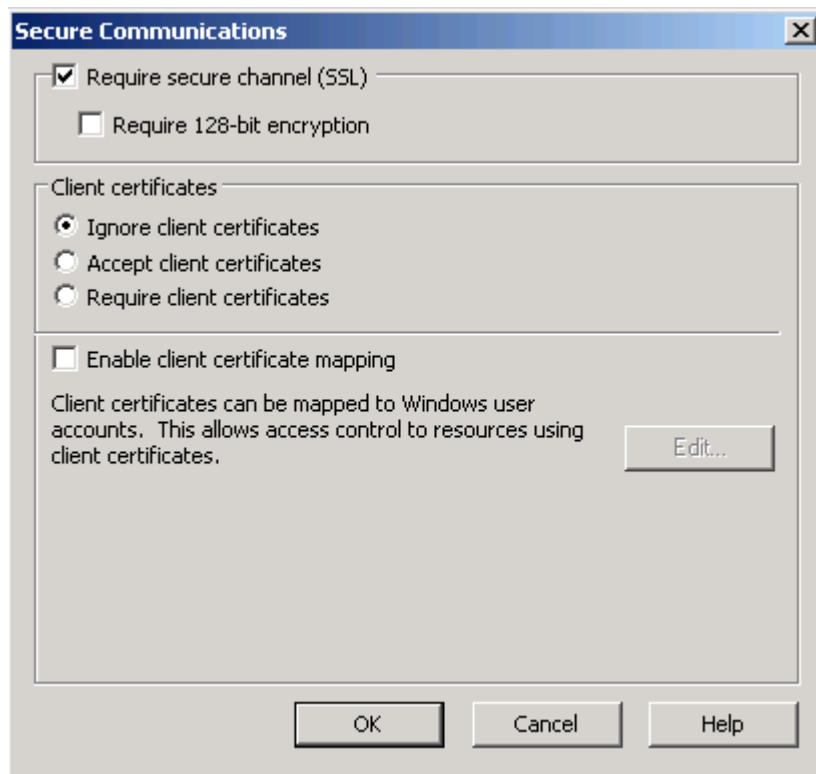 Secure Communications
Require secure channel (SSL)
Require 128-bit encryption
Client certificates
Ignore client certificates
Accept client certificates
Require client certificates
Enable client certificate mapping
Client certificates can be mapped to Windows user
accounts.  This allows access control to resources using
client certificates.
Edit...
OK
Cancel
Help